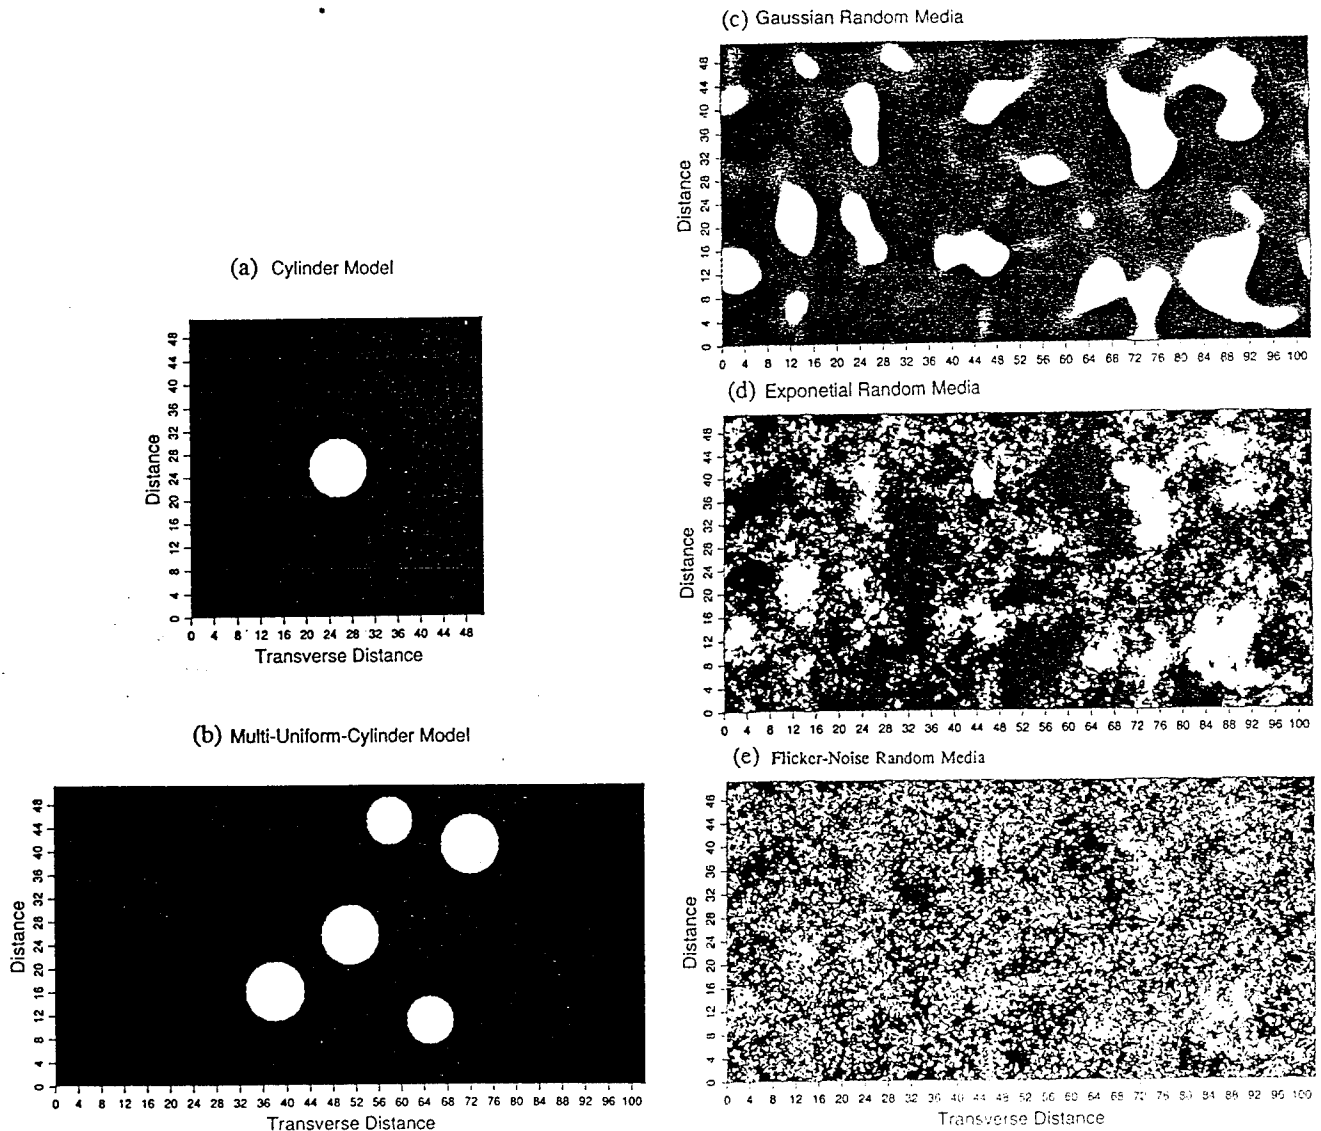 (a) Cylinder Model
Distance
0 4 8 12 16 20 24 28 32 36 40 44 48
0 4 8 12 16 20 24 28 32 36 40 44 48
Transverse Distance
(b) Multi-Uniform-Cylinder Model
Distance
0 4 8 12 16 20 24 28 32 36 40 44 48
0 4 8 12 16 20 24 28 32 36 40 44 48 52 56 60 64 68 72 76 80 84 88 92 96 100
Transverse Distance
(c) Gaussian Random Media
Distance
0 4 8 12 16 20 24 28 32 36 40 44 48
0 4 8 12 16 20 24 28 32 36 40 44 48 52 56 60 64 68 72 76 80 84 88 92 96 100
(d) Exponetial Random Media
Distance
0 4 8 12 16 20 24 28 32 36 40 44 48
0 4 8 12 16 20 24 28 32 36 40 44 48 52 56 60 64 68 72 76 80 84 88 92 96 100
(e) Flicker-Noise Random Media
Distance
0 4 8 12 16 20 24 28 32 36 40 44 48
0 4 8 12 16 20 24 28 32 36 40 44 48 52 56 60 64 68 72 76 80 84 88 92 96 100
Transverse Distance